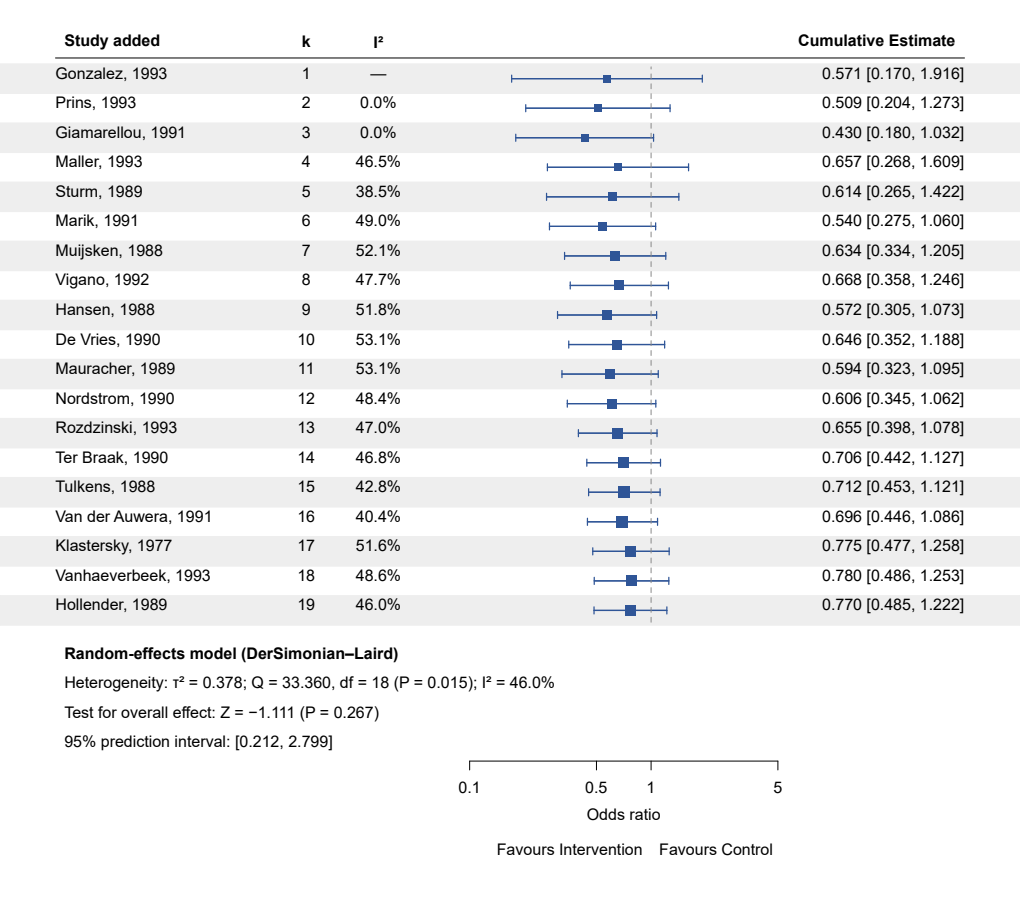 Study added k I² Cumulative Estimate
Gonzalez, 1993 1 — 0.571 [0.170, 1.916]
Prins, 1993 2 0.0% 0.509 [0.204, 1.273]
Giamarellou, 1991 3 0.0% 0.430 [0.180, 1.032]
Maller, 1993 4 46.5% 0.657 [0.268, 1.609]
Sturm, 1989 5 38.5% 0.614 [0.265, 1.422]
Marik, 1991 6 49.0% 0.540 [0.275, 1.060]
Muijsken, 1988 7 52.1% 0.634 [0.334, 1.205]
Vigano, 1992 8 47.7% 0.668 [0.358, 1.246]
Hansen, 1988 9 51.8% 0.572 [0.305, 1.073]
De Vries, 1990 10 53.1% 0.646 [0.352, 1.188]
Mauracher, 1989 11 53.1% 0.594 [0.323, 1.095]
Nordstrom, 1990 12 48.4% 0.606 [0.345, 1.062]
Rozdzinski, 1993 13 47.0% 0.655 [0.398, 1.078]
Ter Braak, 1990 14 46.8% 0.706 [0.442, 1.127]
Tulkens, 1988 15 42.8% 0.712 [0.453, 1.121]
Van der Auwera, 1991 16 40.4% 0.696 [0.446, 1.086]
Klastersky, 1977 17 51.6% 0.775 [0.477, 1.258]
Vanhaeverbeek, 1993 18 48.6% 0.780 [0.486, 1.253]
Hollender, 1989 19 46.0% 0.770 [0.485, 1.222]
Random-effects model (DerSimonian–Laird)
Heterogeneity: τ² = 0.378; Q = 33.360, df = 18 (P = 0.015); I² = 46.0%
Test for overall effect: Z = −1.111 (P = 0.267)
95% prediction interval: [0.212, 2.799]
0.1 0.5 1 5
Odds ratio
Favours Intervention Favours Control